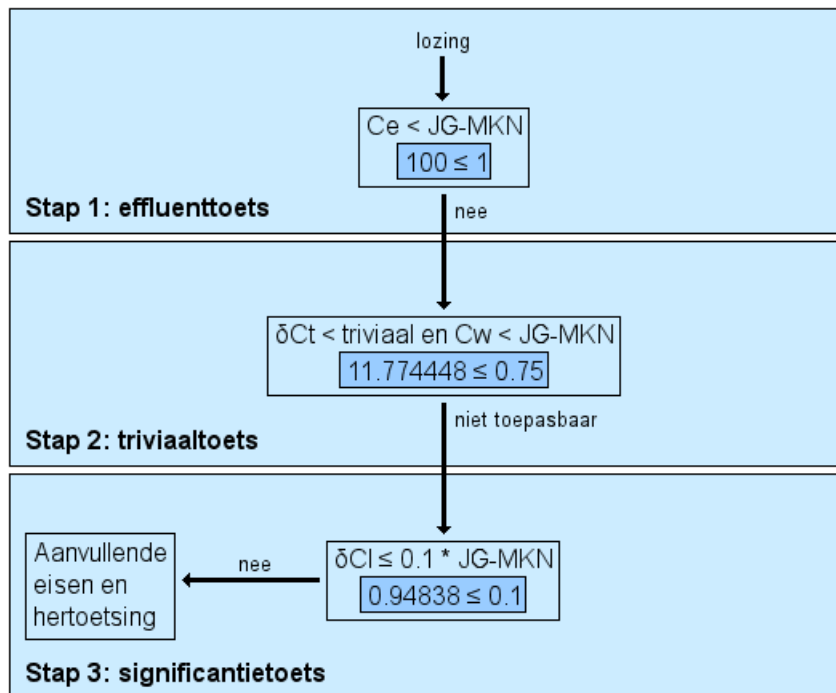 lozing
Ce < JG-MKN
100 ≤ 1
Stap 1: effluenttoets
nee
δCt < triviaal en Cw < JG-MKN
11.774448 ≤ 0.75
niet toepasbaar
Stap 2: triviaaltoets
δCl ≤ 0.1 * JG-MKN
0.94838 ≤ 0.1
nee
Aanvullende
eisen en
hertoetsing
Stap 3: significantietoets